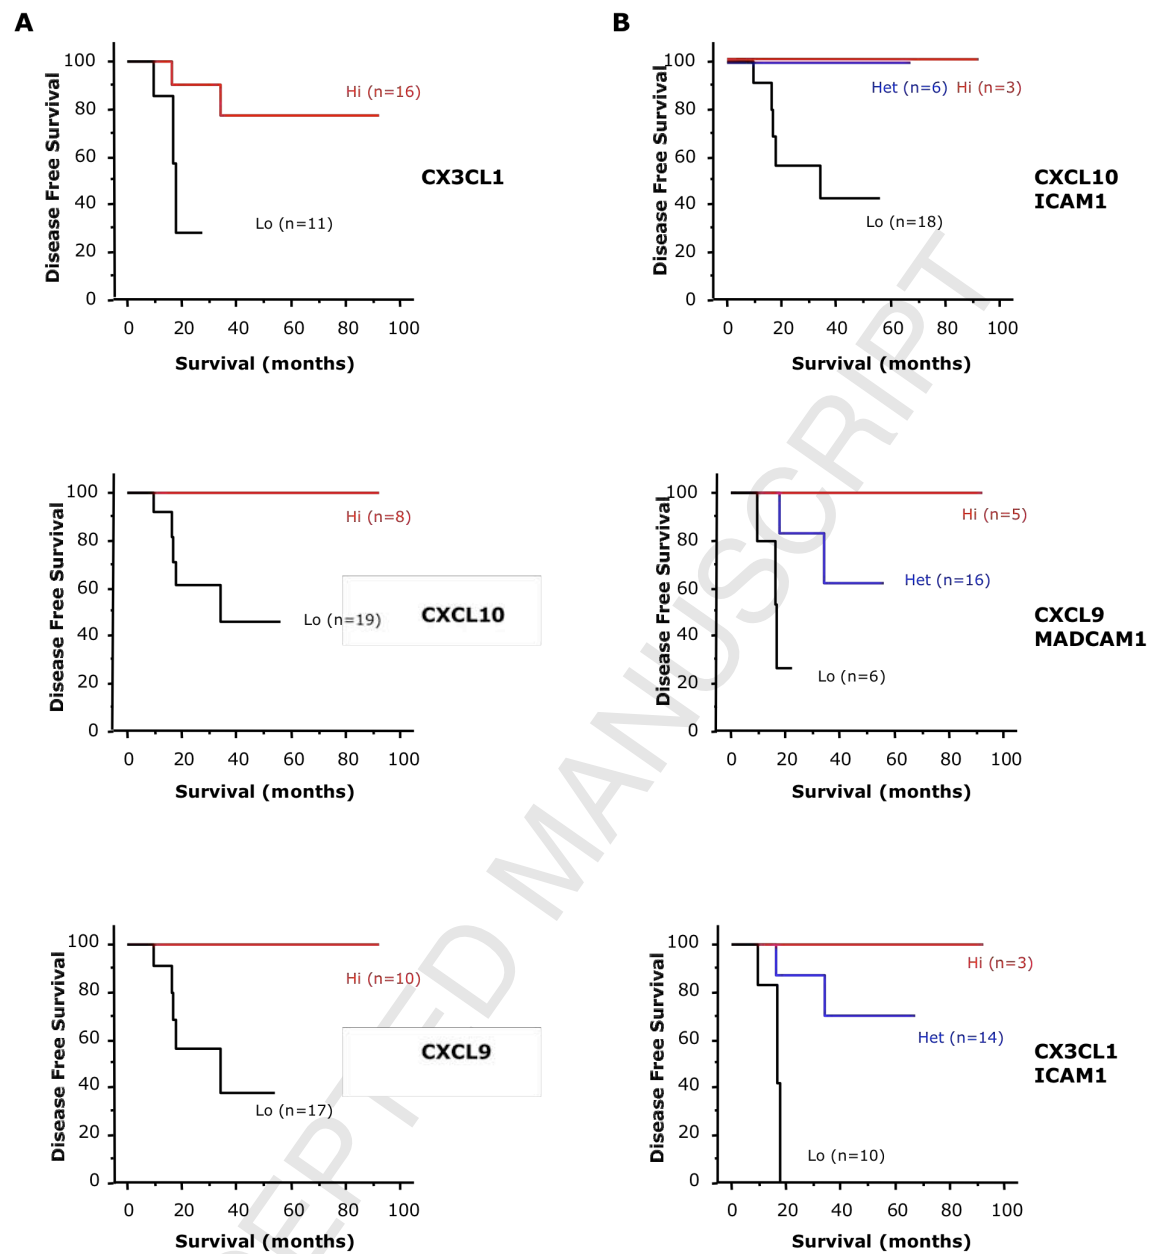 A
B
Disease Free Survival
100
80
60
40
20
0
Hi (n=16)
Lo (n=11)
CX3CL1
0 20 40 60 80 100
Survival (months)
Disease Free Survival
100
80
60
40
20
0
Het (n=6) Hi (n=3)
Lo (n=18)
CXCL10
ICAM1
0 20 40 60 80 100
Survival (months)
Disease Free Survival
100
80
60
40
20
0
Hi (n=8)
Lo (n=19)
CXCL10
0 20 40 60 80 100
Survival (months)
Disease Free Survival
100
80
60
40
20
0
Hi (n=5)
Het (n=16)
Lo (n=6)
CXCL9
MADCAM1
0 20 40 60 80 100
Survival (months)
Disease Free Survival
100
80
60
40
20
0
Hi (n=10)
Lo (n=17)
CXCL9
0 20 40 60 80 100
Survival (months)
Disease Free Survival
100
80
60
40
20
0
Hi (n=3)
Het (n=14)
Lo (n=10)
CX3CL1
ICAM1
0 20 40 60 80 100
Survival (months)
EPTED MANUSCRIPT